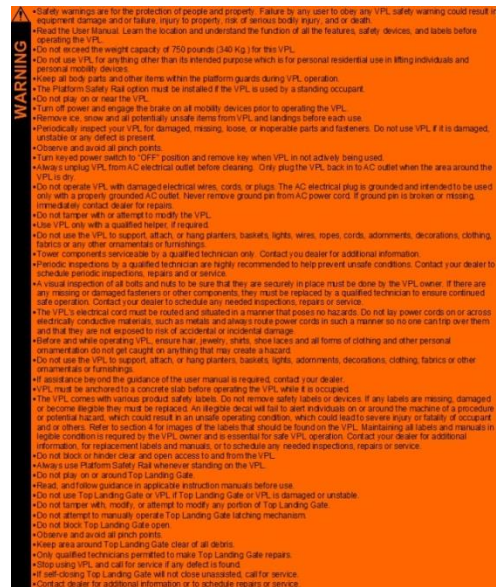 WARNING
•Safety warnings are for the protection of people and property. Failure by any user to obey any VPL safety warning could result in
equipment damage and/or failure, injury to property, risk of serious bodily injury, and or death.
•Read the User Manual. Learn the location and understand the function of all the features, safety devices, and labels before
operating the VPL.
•Do not exceed the weight capacity of 750 pounds (340 Kg.) for this VPL.
•Do not use VPL for anything other than its intended purpose which is for personal residential use in lifting individuals and
personal mobility devices.
•Keep all body parts and other items within the platform guards during VPL operation.
•The Platform Safety Rail option must be installed if the VPL is used by a standing occupant.
•Do not play on or near the VPL.
•Turn off power and engage the brake on all mobility devices prior to operating the VPL.
•Remove ice, snow and all potentially unsafe items from VPL and landings before each use.
•Periodically inspect your VPL for damaged, missing, loose, or inoperable parts and fasteners. Do not use VPL if it is damaged,
unstable or any defect is present.
•Observe and avoid all pinch points.
•Turn keyed power switch to "OFF" position and remove key when VPL in not actively being used.
•Always unplug VPL from AC electrical outlet before cleaning. Only plug the VPL back in to AC outlet when the area around the
VPL is dry.
•Do not operate VPL with damaged electrical wires, cords, or plugs. The AC electrical plug is grounded and intended to be used
only with a properly grounded AC outlet. Never remove ground pin from AC power cord. If ground pin is broken or missing,
immediately contact dealer for repairs.
•Do not tamper with or attempt to modify the VPL.
•Use VPL only with a qualified helper, if required.
•Do not use the VPL to support, attach, or hang planters, baskets, lights, wires, ropes, cords, adornments, decorations, clothing,
fabrics or any other ornamentals or furnishings.
•Tower components serviceable by a qualified technician only. Contact you dealer for additional information.
•Periodic inspections by a qualified technician are highly recommended to help prevent unsafe conditions. Contact your dealer to
schedule periodic inspections, repairs and or service.
•A visual inspection of all bolts and nuts to be sure that they are securely in place must be done by the VPL owner. If there are
any missing or damaged fasteners or other components, they must be replaced by a qualified technician to ensure continued
safe operation. Contact your dealer to schedule any needed inspections, repairs or service.
•The VPL's electrical cord must be routed and situated in a manner that poses no hazards. Do not lay power cords on or across
electrically conductive materials, such as metals and always route power cords in such a manner so no one can trip over them
and that they are not exposed to risk of accidental or incidental damage.
•Before and while operating VPL, ensure hair, jewelry, shirts, shoe laces and all forms of clothing and other personal
ornamentation do not get caught on anything that may create a hazard.
•Do not use the VPL to support, attach, or hang planters, baskets, lights, adornments, decorations, clothing, fabrics or other
ornamentals or furnishings.
•If assistance beyond the guidance of the user manual is required, contact your dealer.
•VPL must be anchored to a concrete slab before operating the VPL while it is occupied.
•The VPL comes with various product safety labels. Do not remove safety labels or devices. If any labels are missing, damaged
or become illegible they must be replaced. An illegible decal will fail to alert individuals on or around the machine of a procedure
or potential hazard, which could result in an unsafe operating condition, which could lead to severe injury or fatality of occupant
and or others. Refer to section 4 for images of the labels that should be found on the VPL. Maintaining all labels and manuals in
legible condition is required by the VPL owner and is essential for safe VPL operation. Contact your dealer for additional
information, for replacement labels and manuals, or to schedule any needed inspections, repairs or service.
•Do not block or hinder clear and open access to and from the VPL.
•Always use Platform Safety Rail whenever standing on the VPL.
•Do not play on or around Top Landing Gate.
•Read, and follow guidance in applicable instruction manuals before use.
•Do not use Top Landing Gate or VPL if Top Landing Gate or VPL is damaged or unstable.
•Do not tamper with, modify, or attempt to modify any portion of Top Landing Gate.
•Do not attempt to manually operate Top Landing Gate latching mechanism.
•Do not block Top Landing Gate open.
•Observe and avoid all pinch points.
•Keep area around Top Landing Gate clear of all debris.
•Only qualified technicians permitted to make Top Landing Gate repairs.
•Stop using VPL and call for service if any defect is found.
•If self-closing Top Landing Gate will not close unassisted, call for service.
•Contact dealer for additional information or to schedule repairs or service.